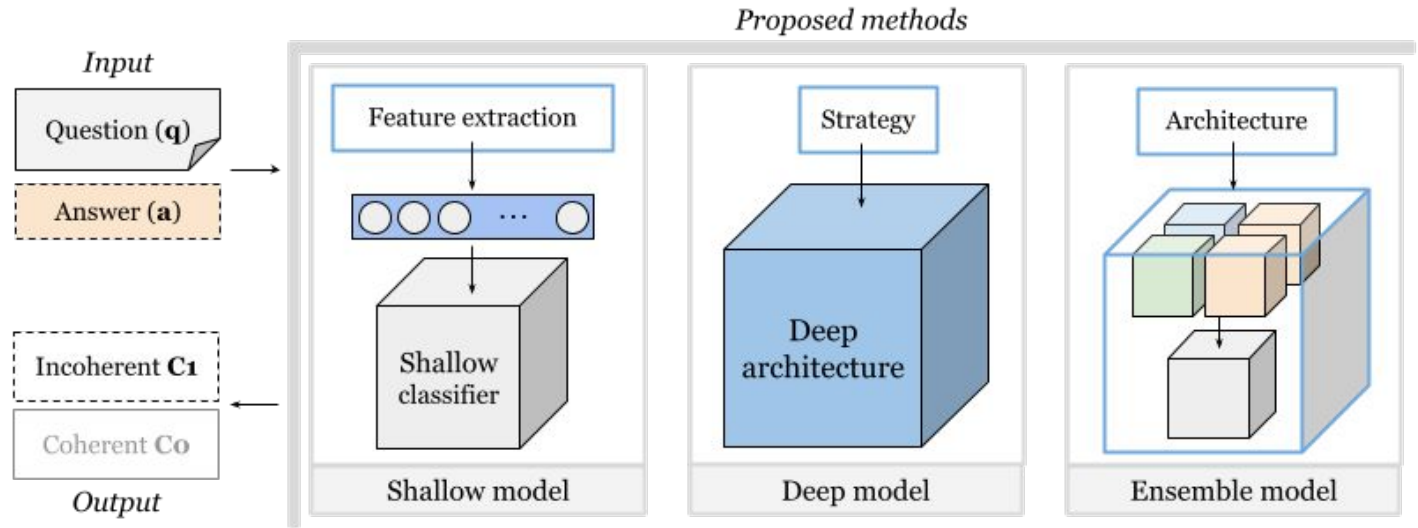 Proposed methods
Input
Question (q)
Answer (a)
Incoherent C1
Coherent C0
Output
Feature extraction
...
Shallow
classifier
Shallow model
Strategy
Deep
architecture
Deep model
Architecture
Ensemble model